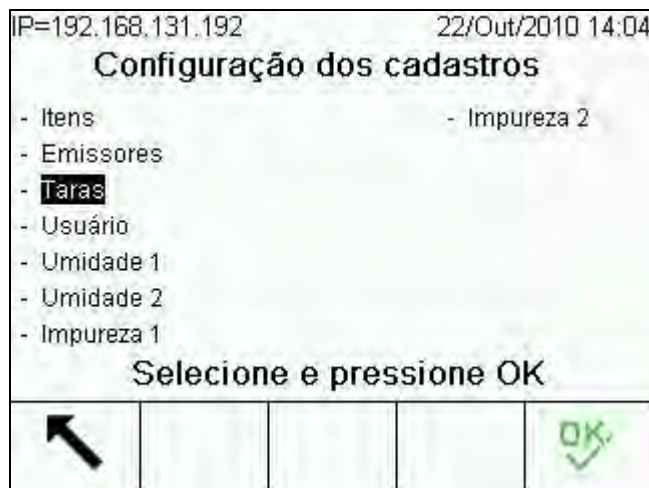 IP=192.168.131.192 22/Out/2010 14:04
Configuração dos cadastros
- Itens
- Emissores
- Taras
- Usuário
- Umidade 1
- Umidade 2
- Impureza 1
- Impureza 2
Selecione e pressione OK
OK